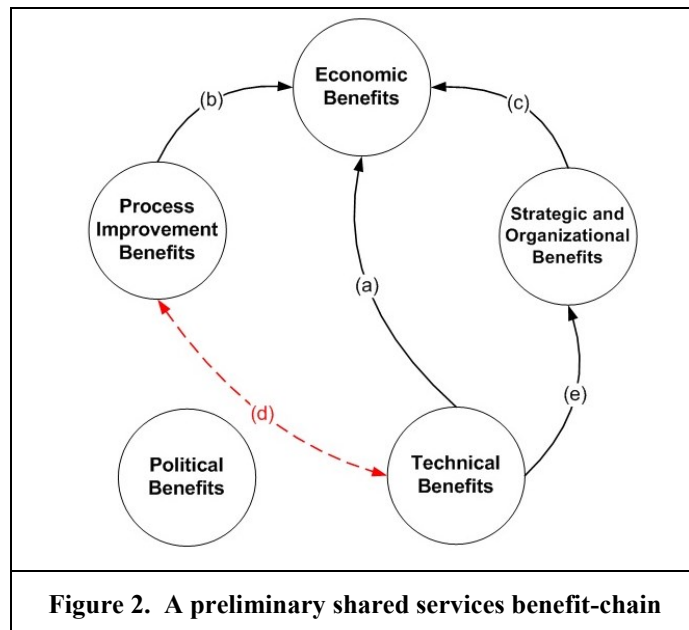 Economic
Benefits
(b)
(c)
Process
Improvement
Benefits
Strategic and
Organizational
Benefits
(a)
(d)
(e)
Political
Benefits
Technical
Benefits
Figure 2. A preliminary shared services benefit-chain